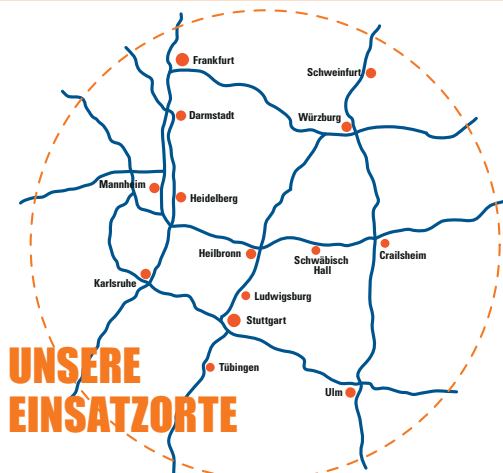 Frankfurt
Schweinfurt
Darmstadt
Würzburg
Mannheim
Heidelberg
Heilbronn
Schwäbisch
Hall
Crailsheim
Karlsruhe
Ludwigsburg
Stuttgart
Tübingen
Ulm
UNSERE
EINSATZORTE